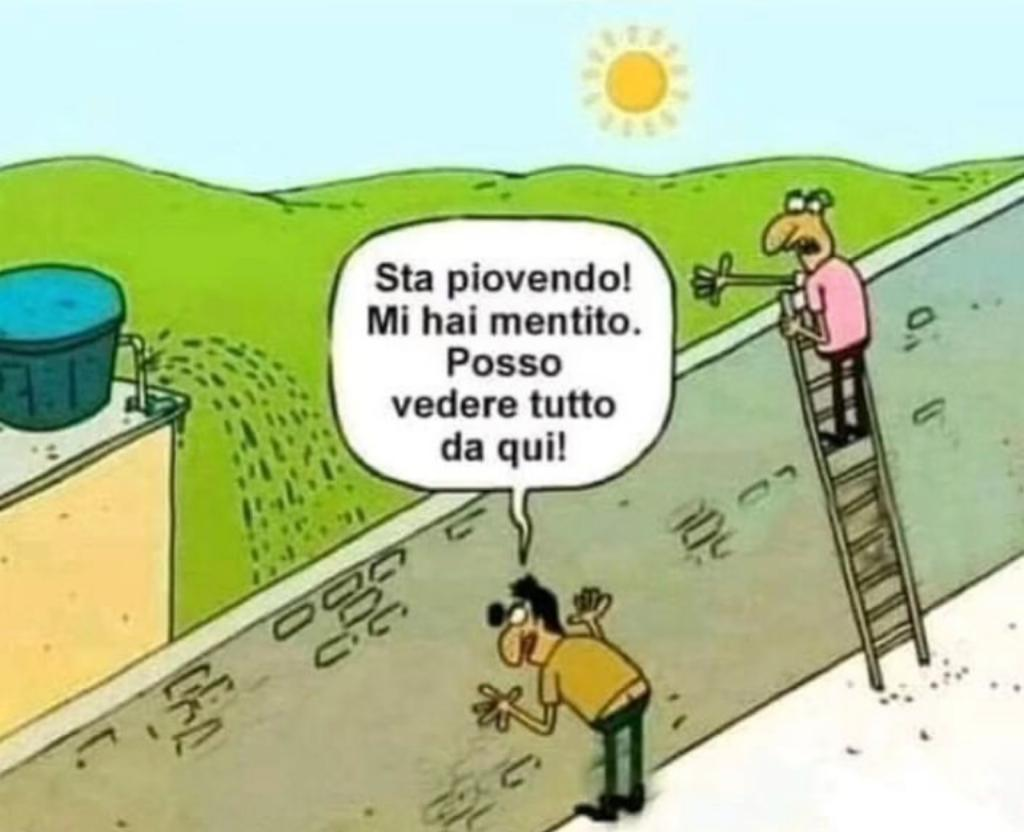 Sta piovendo!
Mi hai mentito.
Posso
vedere tutto
da qui!